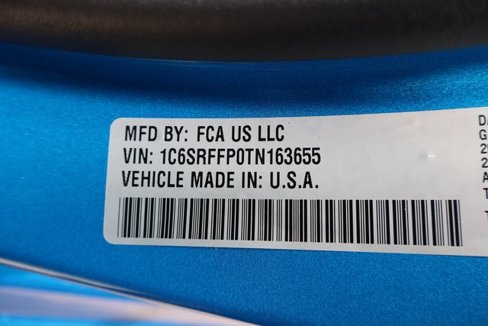 MFD BY: FCA US LLC
VIN: 1C6SRFFP0TN163655
VEHICLE MADE IN: U.S.A.